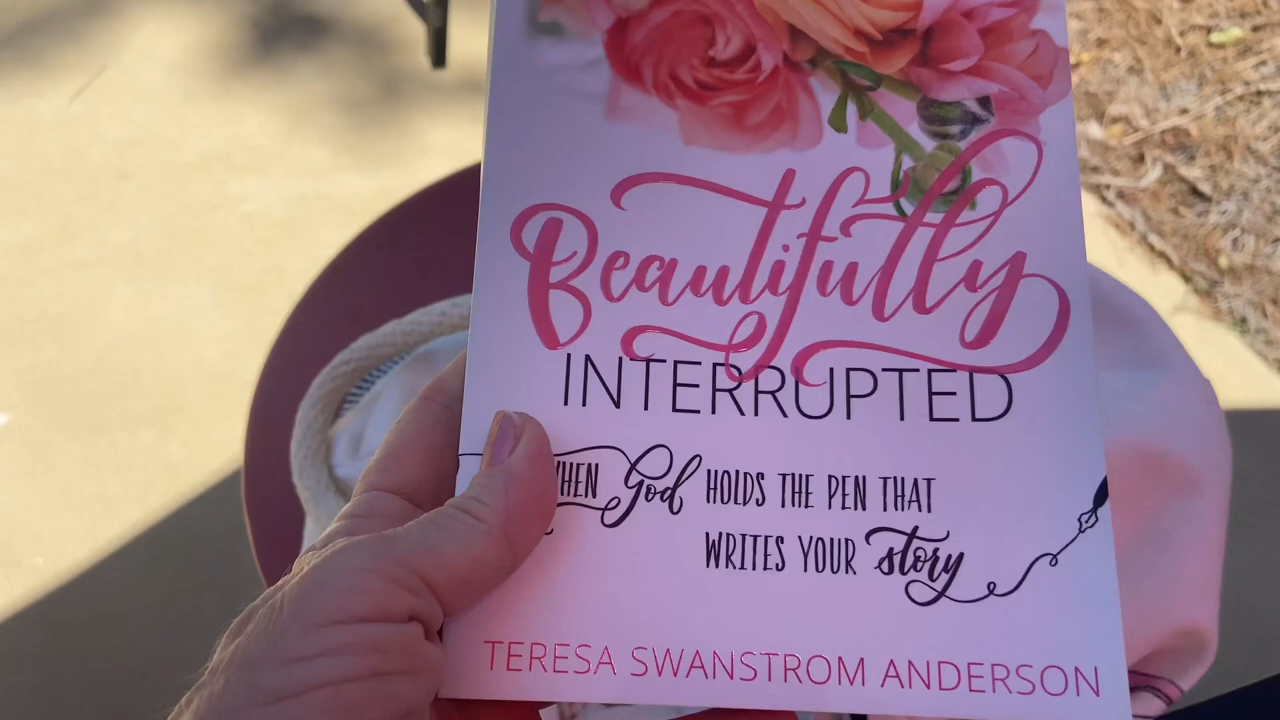 Beautifully
INTERRUPTED
WHEN God HOLDS THE PEN THAT
WRITES YOUR story
TERESA SWANSTROM ANDERSON